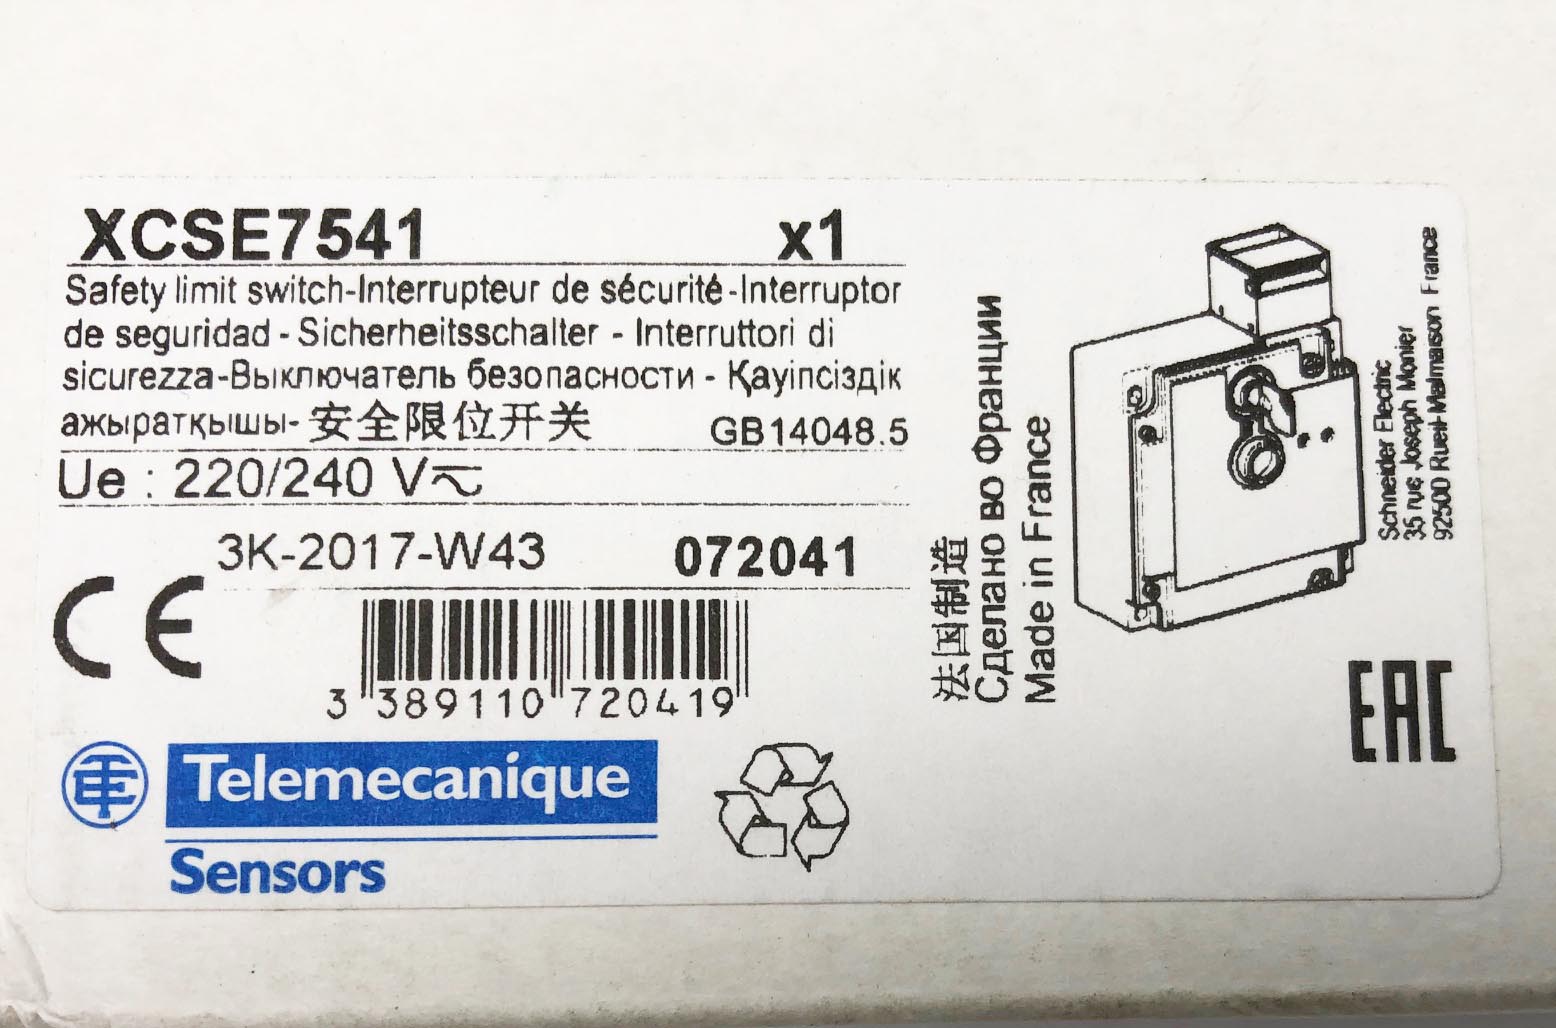 XCSE7541 x1
Safety limit switch-Interrupteur de sécurité-Interruptor
de seguridad - Sicherheitsschalter - Interruttori di
sicurezza-Выключатель безопасности - Қауіпсіздік
ажыратқышы-安全限位开关 GB14048.5
Ue : 220/240 V⏦
3K-2017-W43 072041
CE
3 389110 720419
Telemecanique
Sensors
法国制造
Сделано во Франции
Made in France
Schneider Electric
35 rue Joseph Monier
92500 Rueil-Malmaison France
EAC